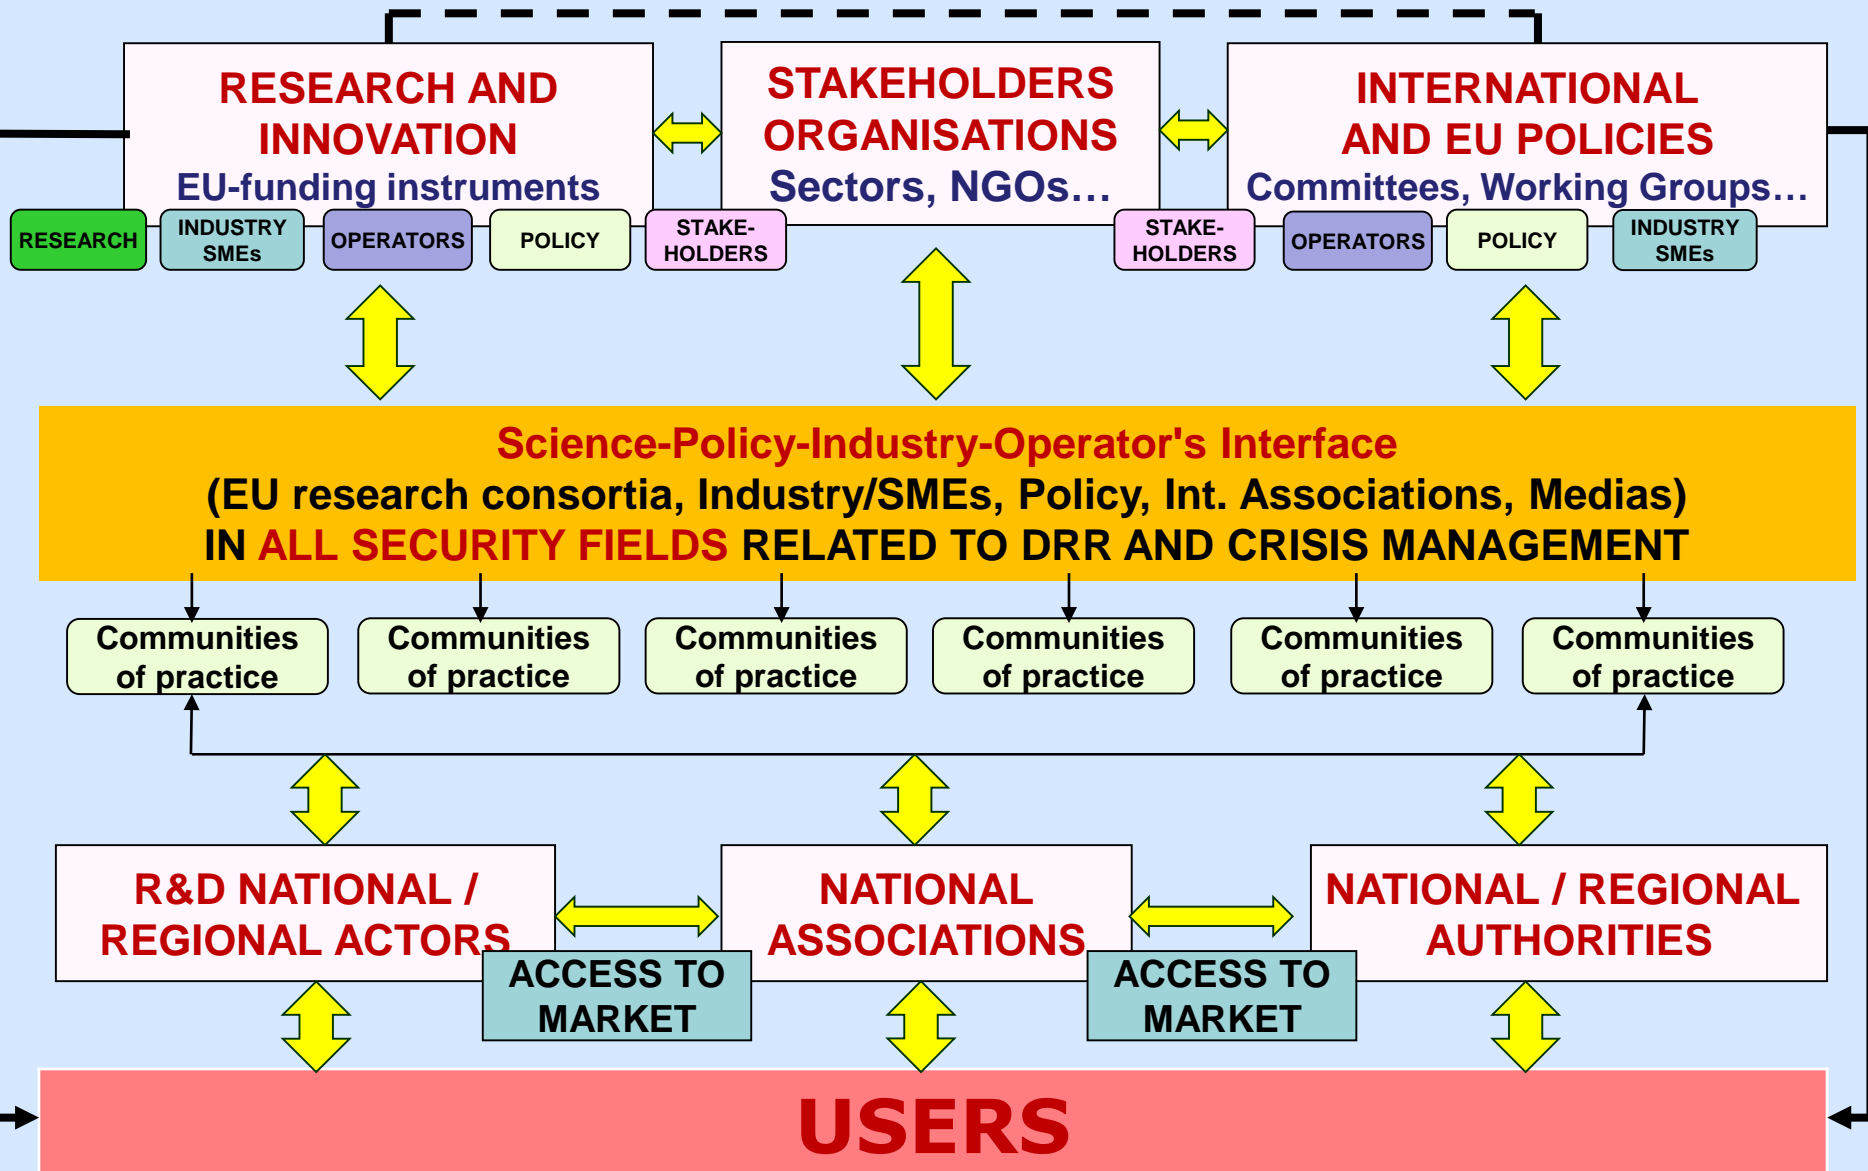 RESEARCH AND
INNOVATION
EU-funding instruments
STAKEHOLDERS
ORGANISATIONS
Sectors, NGOs...
INTERNATIONAL
AND EU POLICIES
Committees, Working Groups...
RESEARCH
INDUSTRY
SMEs
OPERATORS
POLICY
STAKE-
HOLDERS
STAKE-
HOLDERS
OPERATORS
POLICY
INDUSTRY
SMEs
Science-Policy-Industry-Operator's Interface
(EU research consortia, Industry/SMEs, Policy, Int. Associations, Medias)
IN ALL SECURITY FIELDS RELATED TO DRR AND CRISIS MANAGEMENT
Communities
of practice
Communities
of practice
Communities
of practice
Communities
of practice
Communities
of practice
Communities
of practice
R&D NATIONAL /
REGIONAL ACTORS
NATIONAL
ASSOCIATIONS
NATIONAL / REGIONAL
AUTHORITIES
ACCESS TO
MARKET
ACCESS TO
MARKET
USERS